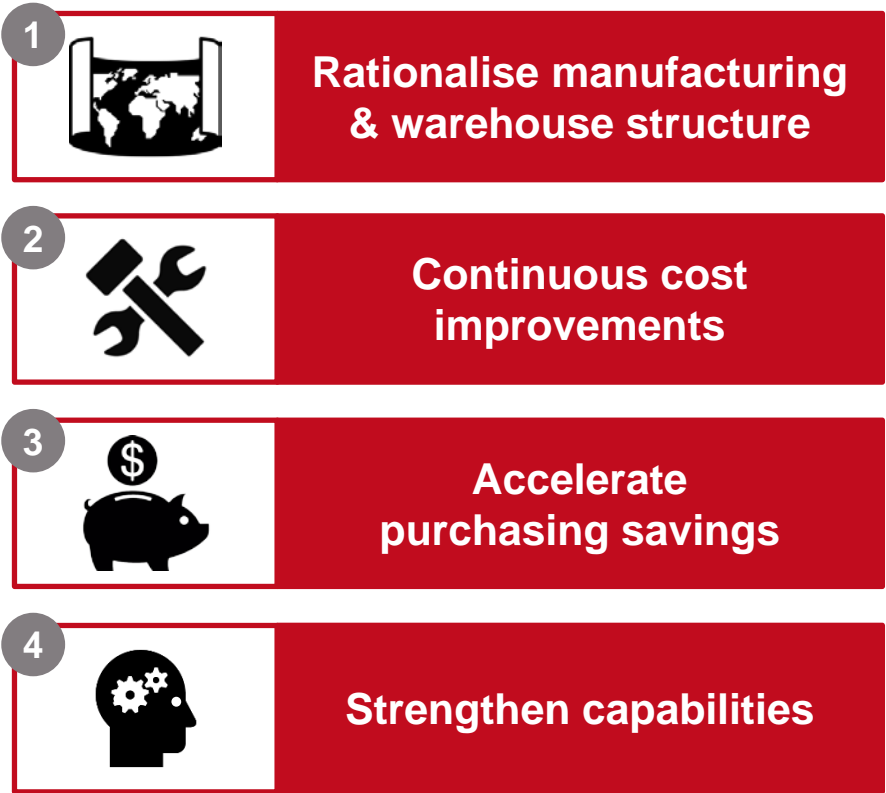 1
Rationalise manufacturing
& warehouse structure
2
Continuous cost
improvements
3
$
Accelerate
purchasing savings
4
Strengthen capabilities